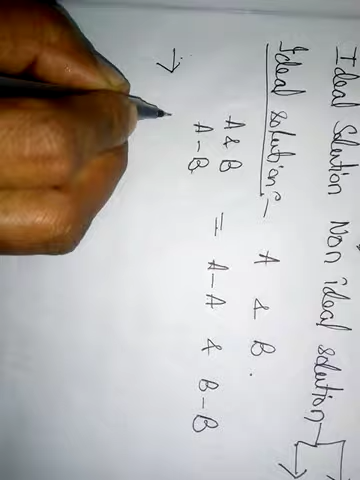 Ideal Solution Non ideal solution
Ideal solution:- A & B.
A & B
A-B = A-A & B-B